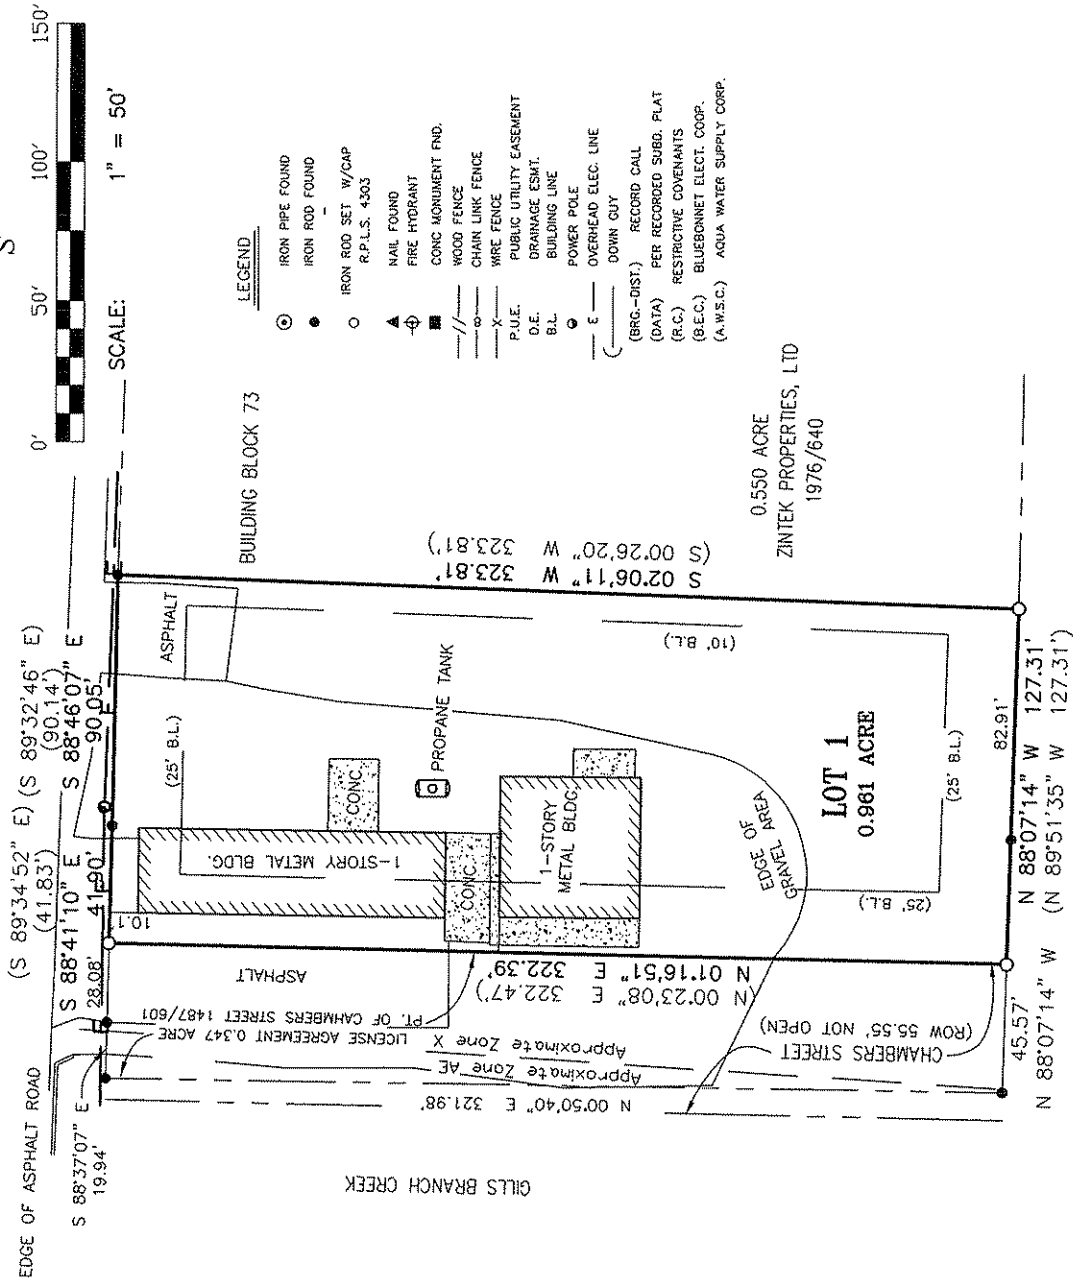 S
0' 50' 100' 150'
SCALE: 1" = 50'
LEGEND
IRON PIPE FOUND
IRON ROD FOUND
IRON ROD SET W/CAP
R.P.L.S. 4303
NAIL FOUND
FIRE HYDRANT
CONC MONUMENT FND.
WOOD FENCE
CHAIN LINK FENCE
WIRE FENCE
P.U.E. PUBLIC UTILITY EASEMENT
D.E. DRAINAGE ESMT.
B.L. BUILDING LINE
POWER POLE
E OVERHEAD ELEC. LINE
DOWN GUY
(BRG.-DIST.) RECORD CALL
(DATA) PER RECORDED SUBD. PLAT
(R.C.) RESTRICTIVE COVENANTS
(B.E.C.) BLUEBONNET ELECT. COOP.
(A.W.S.C.) AQUA WATER SUPPLY CORP.
EDGE OF ASPHALT ROAD
S 88°37'07" E
19.94'
28.08'
(S 89°34'52" E)
(41.83')
S 88°41'10" E
41.90'
(S 89°32'46" E)
(90.14')
S 88°46'07" E
90.05'
BUILDING BLOCK 73
0.550 ACRE
ZINTEK PROPERTIES, LTD
1976/640
S 02°06'11" W 323.81'
(S 00°26'20" W 323.81')
ASPHALT
(25' B.L.)
(10' B.L.)
PROPANE TANK
CONC.
1-STORY METAL BLDG.
10.1'
CONC.
1-STORY
METAL BLDG.
EDGE OF
GRAVEL AREA
LOT 1
0.961 ACRE
(25' B.L.)
(25' B.L.)
82.91'
N 88°07'14" W 127.31'
(N 89°51'35" W 127.31')
ASPHALT
N 01°16'51" E 322.39'
(N 00°23'08" E 322.47')
PT. OF CAHMBERS STREET 1487/601
LICENSE AGREEMENT 0.347 ACRE
Approximate Zone X
Approximate Zone AE
CHAMBERS STREET
(ROW 55.55' NOT OPEN)
N 00°50'40" E 321.98'
45.57'
N 88°07'14" W
GILLS BRANCH CREEK